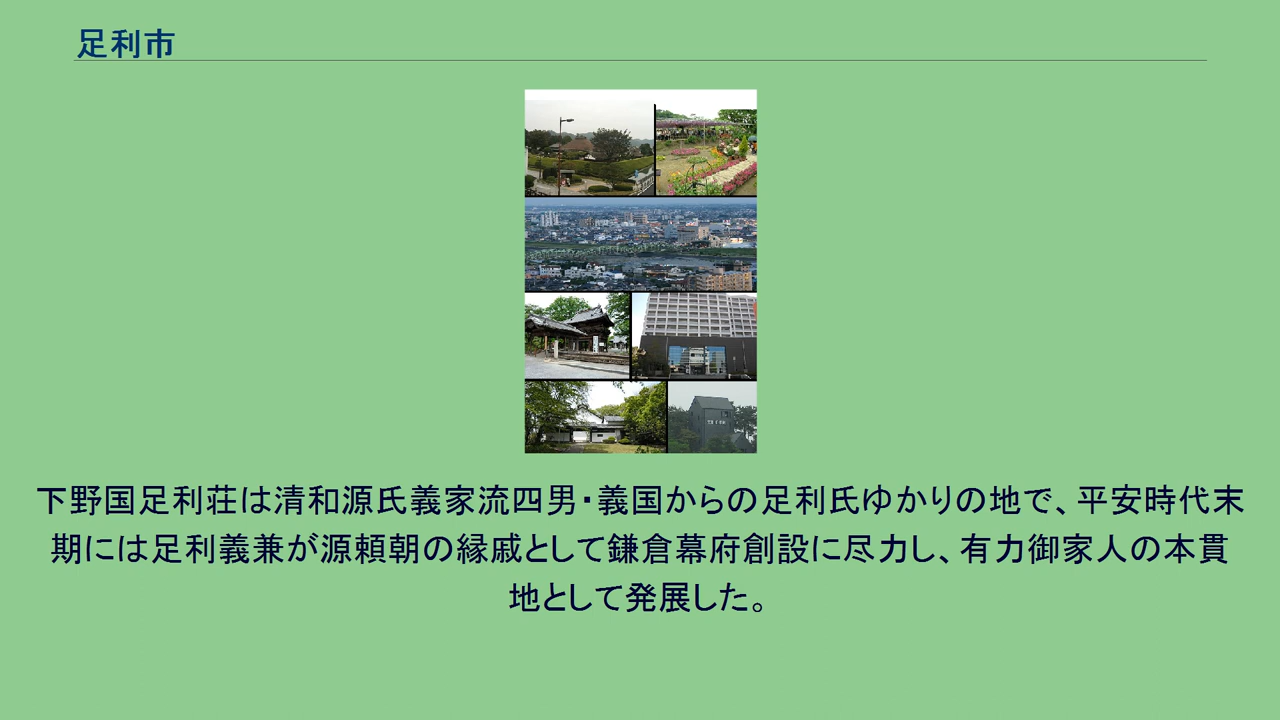 足利市
下野国足利荘は清和源氏義家流四男・義国からの足利氏ゆかりの地で、平安時代末
期には足利義兼が源頼朝の縁戚として鎌倉幕府創設に尽力し、有力御家人の本貫
地として発展した。